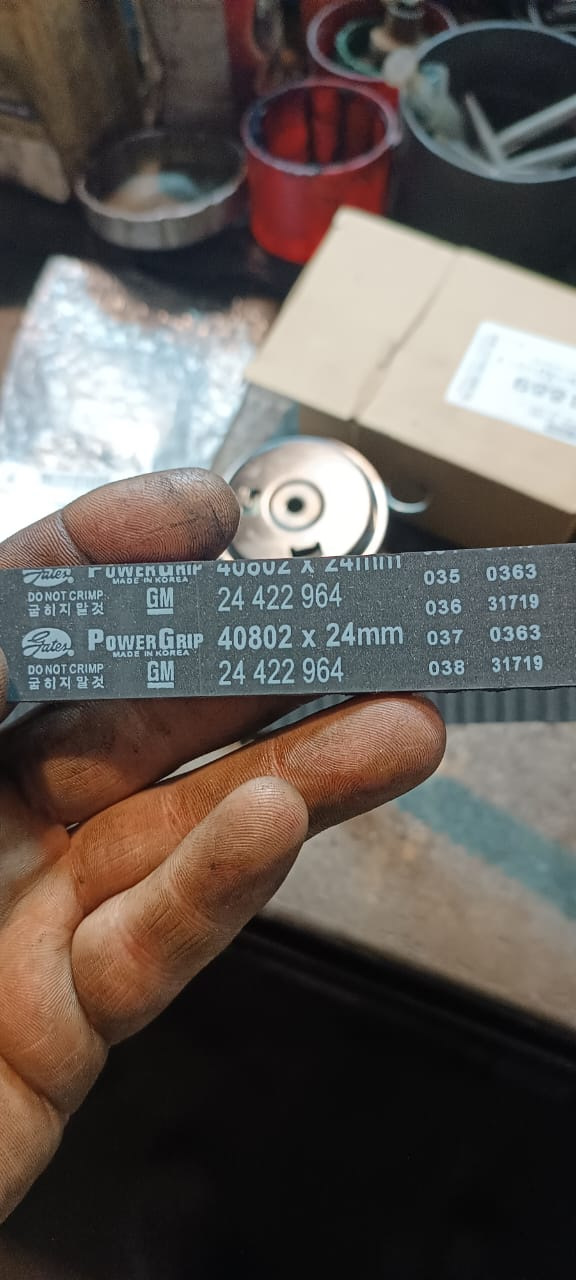 Gates POWERGRIP 40802 x 24mm
MADE IN KOREA
DO NOT CRIMP
굽히지 말것
GM
24 422 964
035 0363
036 31719
Gates POWERGRIP 40802 x 24mm
MADE IN KOREA
DO NOT CRIMP
굽히지 말것
GM
24 422 964
037 0363
038 31719